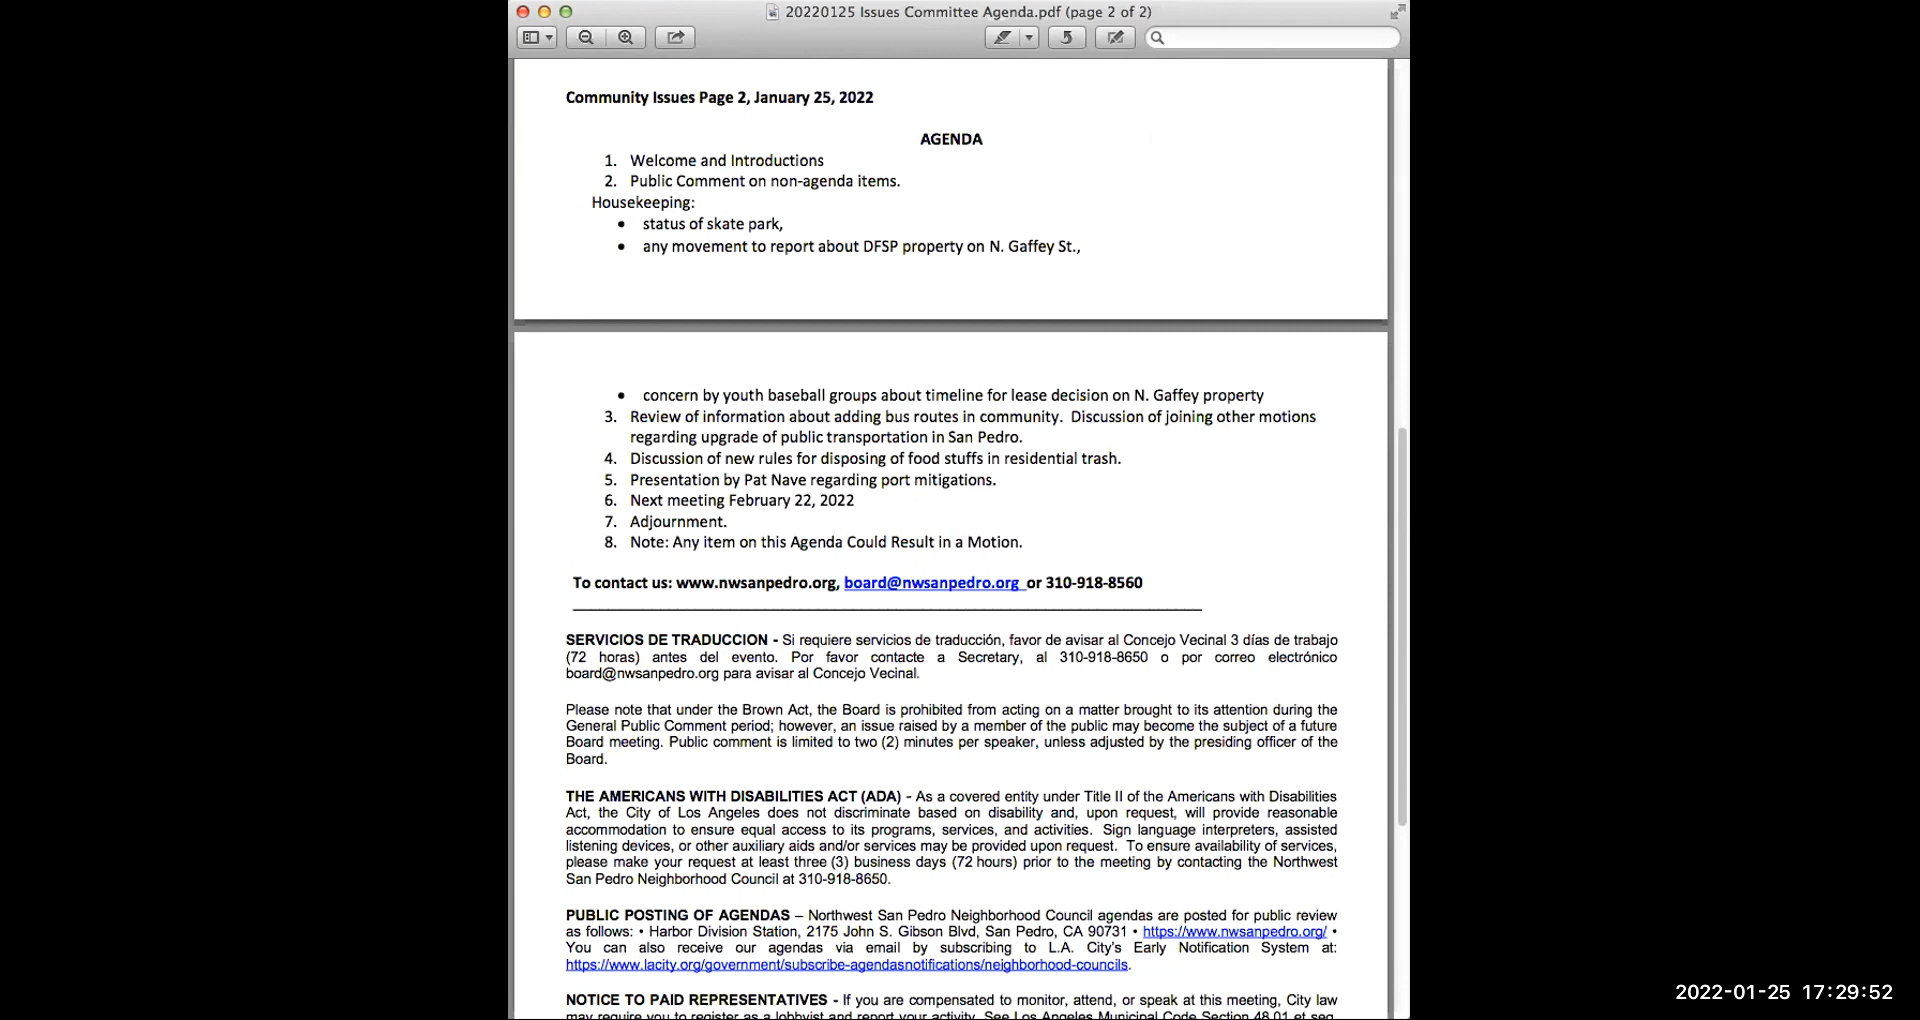 20220125 Issues Committee Agenda.pdf (page 2 of 2)
Community Issues Page 2, January 25, 2022
AGENDA
1. Welcome and Introductions
2. Public Comment on non-agenda items.
Housekeeping:
• status of skate park,
• any movement to report about DFSP property on N. Gaffey St.,
• concern by youth baseball groups about timeline for lease decision on N. Gaffey property
3. Review of information about adding bus routes in community. Discussion of joining other motions
regarding upgrade of public transportation in San Pedro.
4. Discussion of new rules for disposing of food stuffs in residential trash.
5. Presentation by Pat Nave regarding port mitigations.
6. Next meeting February 22, 2022
7. Adjournment.
8. Note: Any item on this Agenda Could Result in a Motion.
To contact us: www.nwsanpedro.org, board@nwsanpedro.org or 310-918-8560
SERVICIOS DE TRADUCCION - Si requiere servicios de traducción, favor de avisar al Concejo Vecinal 3 días de trabajo
(72 horas) antes del evento. Por favor contacte a Secretary, al 310-918-8650 o por correo electrónico
board@nwsanpedro.org para avisar al Concejo Vecinal.
Please note that under the Brown Act, the Board is prohibited from acting on a matter brought to its attention during the
General Public Comment period; however, an issue raised by a member of the public may become the subject of a future
Board meeting. Public comment is limited to two (2) minutes per speaker, unless adjusted by the presiding officer of the
Board.
THE AMERICANS WITH DISABILITIES ACT (ADA) - As a covered entity under Title II of the Americans with Disabilities
Act, the City of Los Angeles does not discriminate based on disability and, upon request, will provide reasonable
accommodation to ensure equal access to its programs, services, and activities. Sign language interpreters, assisted
listening devices, or other auxiliary aids and/or services may be provided upon request. To ensure availability of services,
please make your request at least three (3) business days (72 hours) prior to the meeting by contacting the Northwest
San Pedro Neighborhood Council at 310-918-8650.
PUBLIC POSTING OF AGENDAS – Northwest San Pedro Neighborhood Council agendas are posted for public review
as follows: • Harbor Division Station, 2175 John S. Gibson Blvd, San Pedro, CA 90731 • https://www.nwsanpedro.org/ •
You can also receive our agendas via email by subscribing to L.A. City's Early Notification System at:
https://www.lacity.org/government/subscribe-agendasnotifications/neighborhood-councils.
NOTICE TO PAID REPRESENTATIVES - If you are compensated to monitor, attend, or speak at this meeting, City law
may require you to register as a lobbyist and report your activity. See Los Angeles Municipal Code Section 48.01 et seq.
2022-01-25 17:29:52